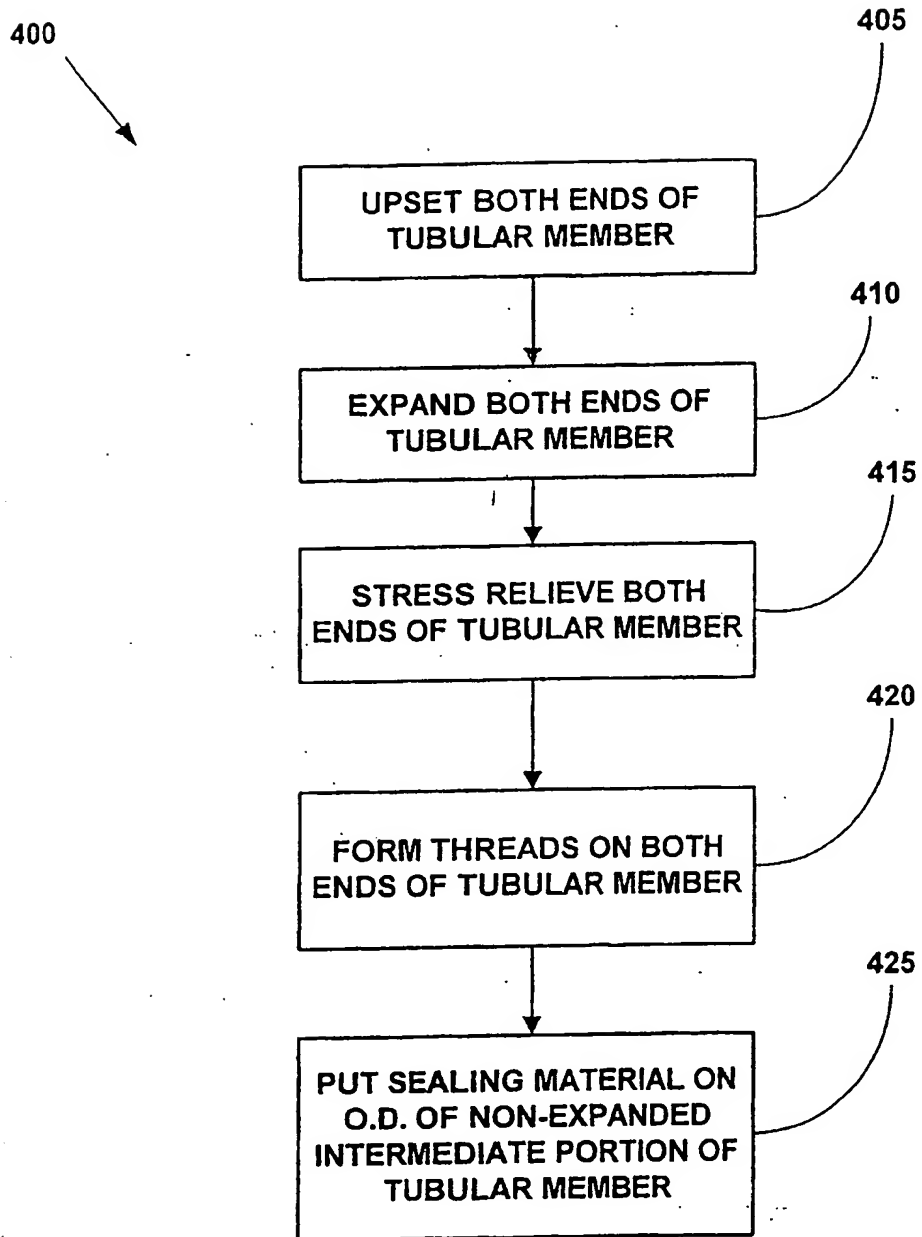 400
405
UPSET BOTH ENDS OF
TUBULAR MEMBER
410
EXPAND BOTH ENDS OF
TUBULAR MEMBER
415
STRESS RELIEVE BOTH
ENDS OF TUBULAR MEMBER
420
FORM THREADS ON BOTH
ENDS OF TUBULAR MEMBER
425
PUT SEALING MATERIAL ON
O.D. OF NON-EXPANDED
INTERMEDIATE PORTION OF
TUBULAR MEMBER